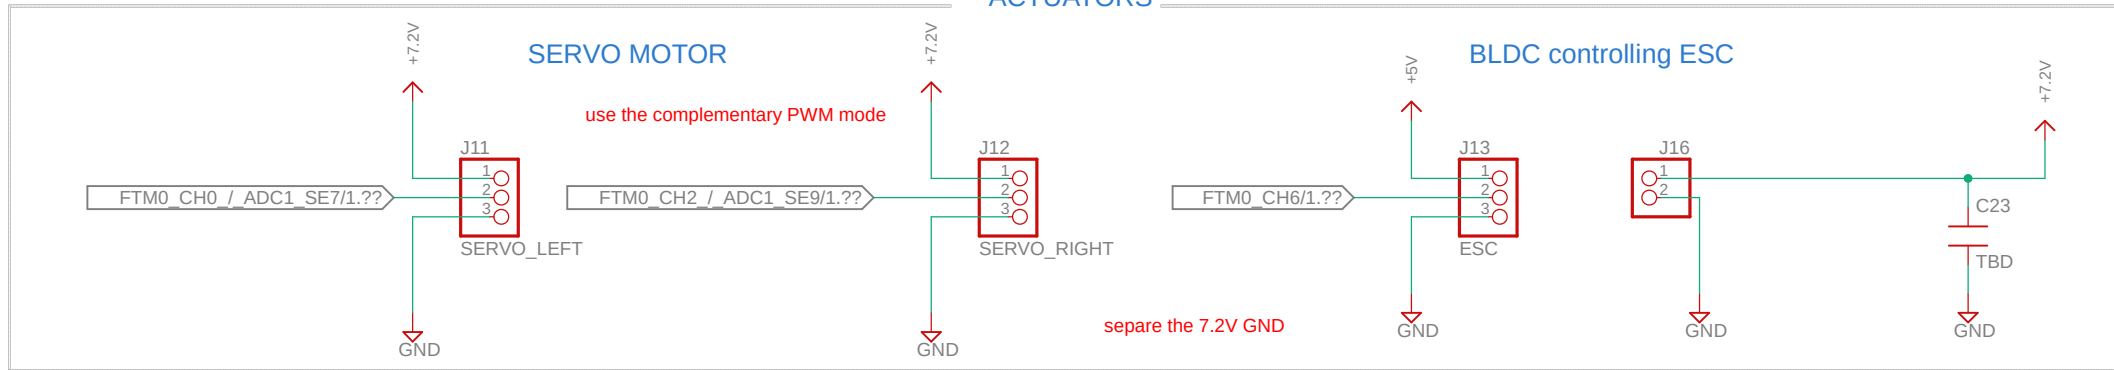 ACTUATORS
SERVO MOTOR
BLDC controlling ESC
+7.2V
+7.2V
+5V
+7.2V
use the complementary PWM mode
J11
1
2
3
FTM0_CH0_/_ADC1_SE7/1.??
SERVO_LEFT
GND
J12
1
2
3
FTM0_CH2_/_ADC1_SE9/1.??
SERVO_RIGHT
GND
separe the 7.2V GND
J13
1
2
3
FTM0_CH6/1.??
ESC
GND
J16
1
2
GND
C23
TBD
GND